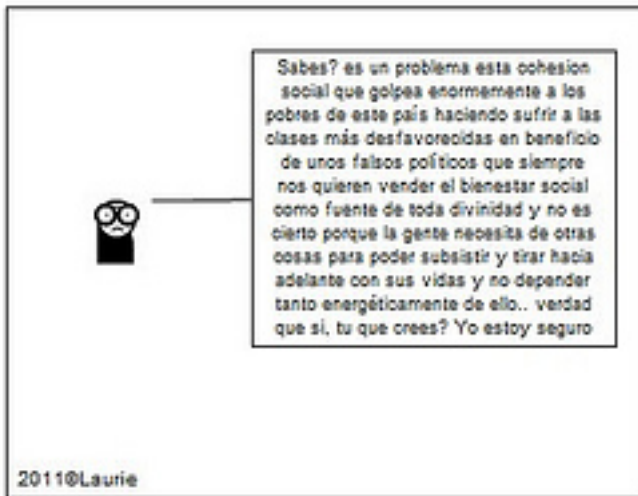 Sabes? es un problema esta cohesion
social que golpea enormemente a los
pobres de este país haciendo sufrir a las
clases más desfavorecidas en beneficio
de unos falsos políticos que siempre
nos quieren vender el bienestar social
como fuente de toda divinidad y no es
cierto porque la gente necesita de otras
cosas para poder subsistir y tirar hacia
adelante con sus vidas y no depender
tanto energéticamente de ello.. verdad
que sí, tu que crees? Yo estoy seguro
2011©Laurie